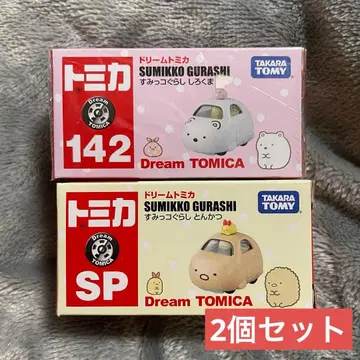 トミカ
Dream
TOMICA
142
ドリームトミカ
SUMIKKO GURASHI
すみっコぐらし しろくま
TAKARA
TOMY
Dream TOMICA
トミカ
Dream
TOMICA
SP
ドリームトミカ
SUMIKKO GURASHI
すみっコぐらし とんかつ
TAKARA
TOMY
Dream TOMICA
2個セット